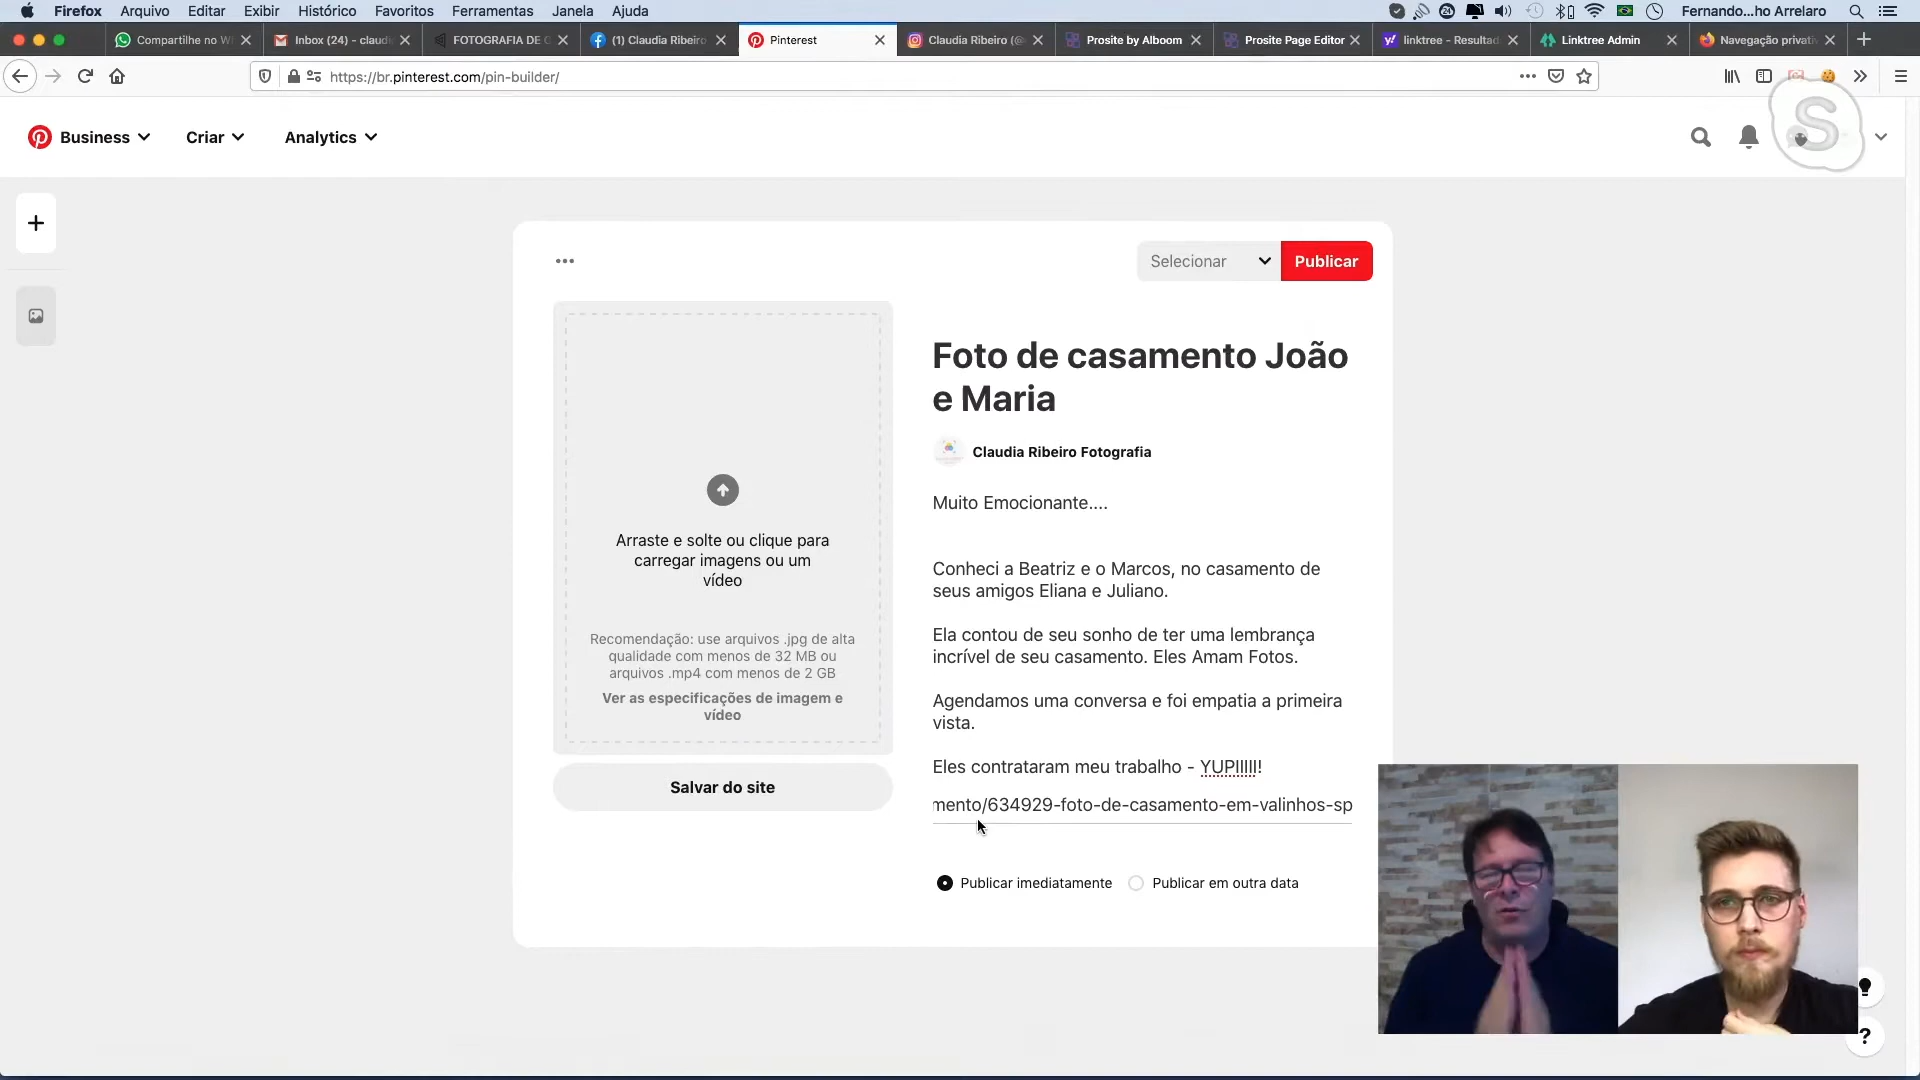 Firefox Arquivo Editar Exibir Histórico Favoritos Ferramentas Janela Ajuda Fernando...ho Arrelaro
Compartilhe no W
Inbox (24) - claudi
FOTOGRAFIA DE C
(1) Claudia Ribeiro
Pinterest
Claudia Ribeiro (@
Prosite by Alboom
Prosite Page Editor
linktree - Resultad
Linktree Admin
Navegação privati
https://br.pinterest.com/pin-builder/
Business Criar Analytics
S
Selecionar
Publicar
Foto de casamento João
e Maria
Claudia Ribeiro Fotografia
Muito Emocionante....
Conheci a Beatriz e o Marcos, no casamento de
seus amigos Eliana e Juliano.
Ela contou de seu sonho de ter uma lembrança
incrível de seu casamento. Eles Amam Fotos.
Agendamos uma conversa e foi empatia a primeira
vista.
Eles contrataram meu trabalho - YUPIIIII!
mento/634929-foto-de-casamento-em-valinhos-sp
Publicar imediatamente
Publicar em outra data
Arraste e solte ou clique para
carregar imagens ou um
vídeo
Recomendação: use arquivos .jpg de alta
qualidade com menos de 32 MB ou
arquivos .mp4 com menos de 2 GB
Ver as especificações de imagem e
vídeo
Salvar do site
?